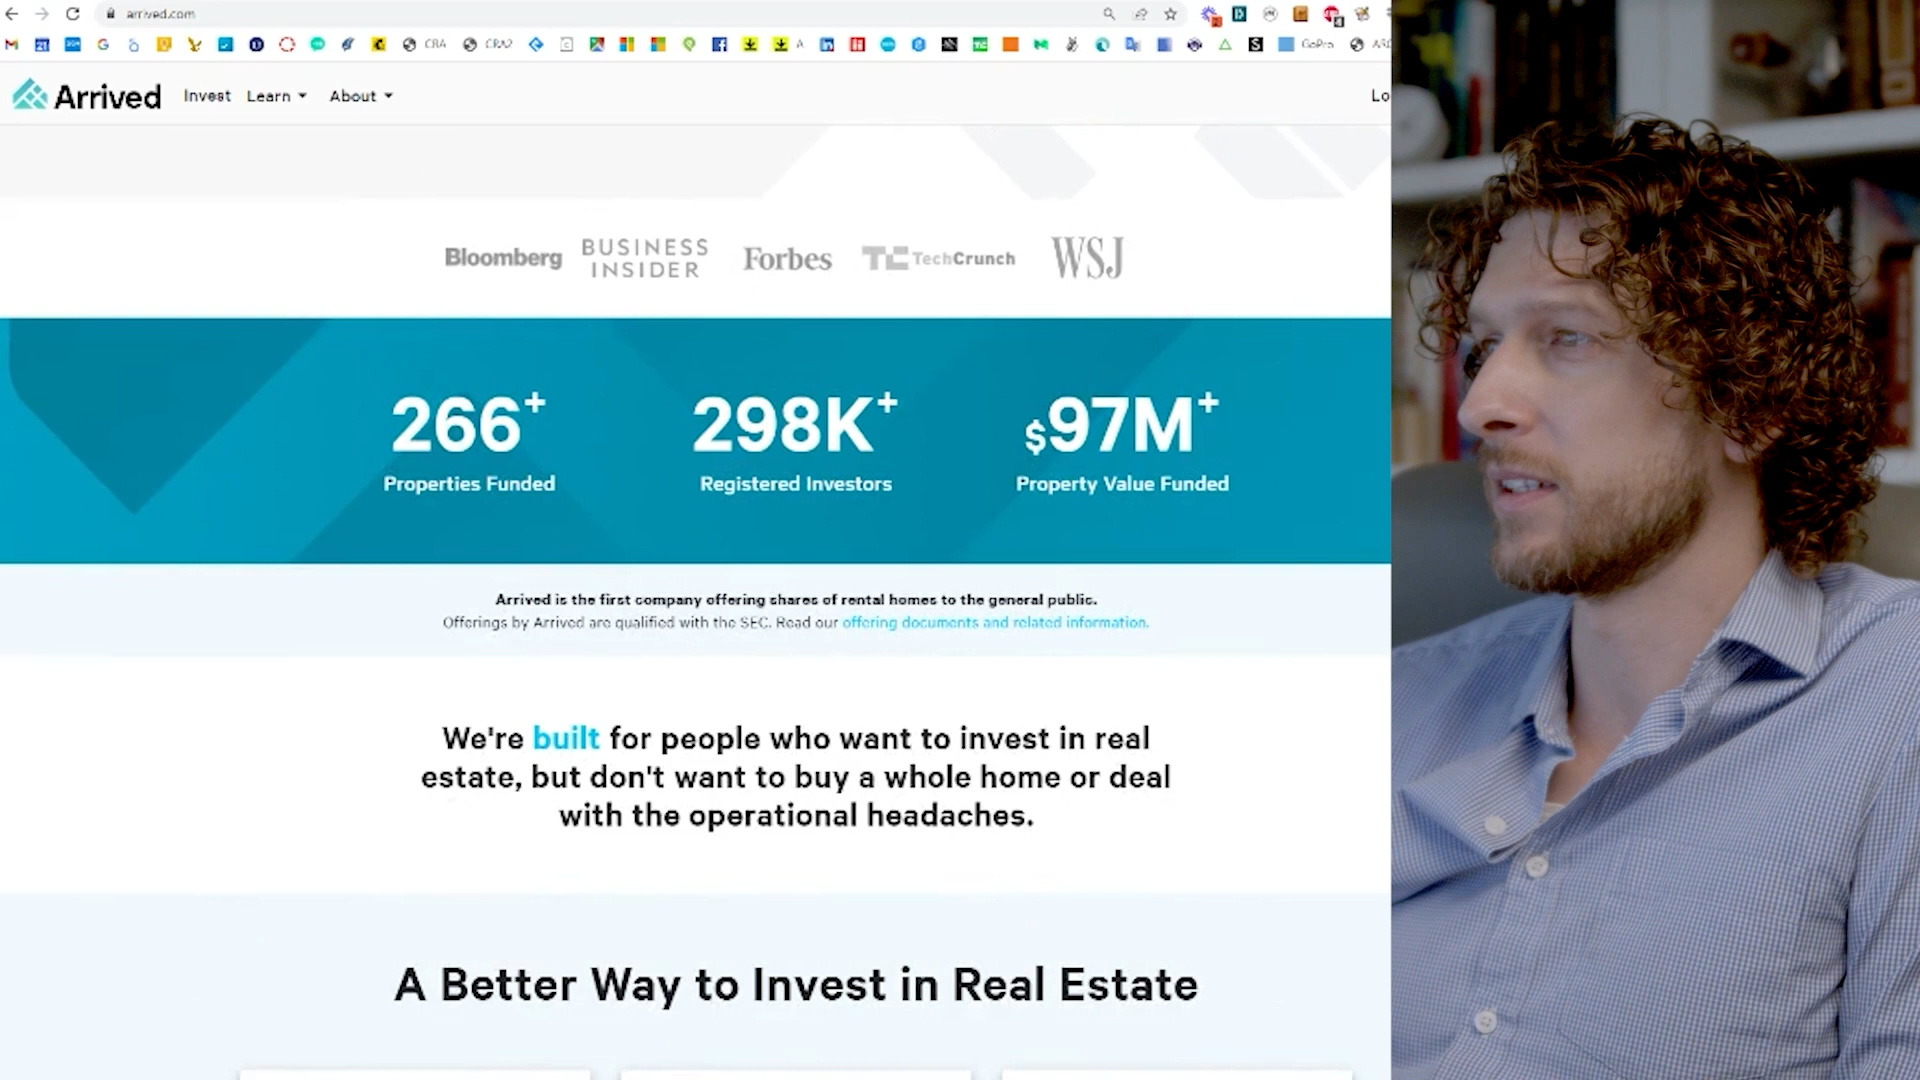 arrived.com
CRA
CRA2
A
GoPro
Arrived
Invest
Learn
About
Lo
Bloomberg
BUSINESS
INSIDER
Forbes
TC TechCrunch
WSJ
266+
Properties Funded
298K+
Registered Investors
$97M+
Property Value Funded
Arrived is the first company offering shares of rental homes to the general public.
Offerings by Arrived are qualified with the SEC. Read our offering documents and related information.
We're built for people who want to invest in real
estate, but don't want to buy a whole home or deal
with the operational headaches.
A Better Way to Invest in Real Estate